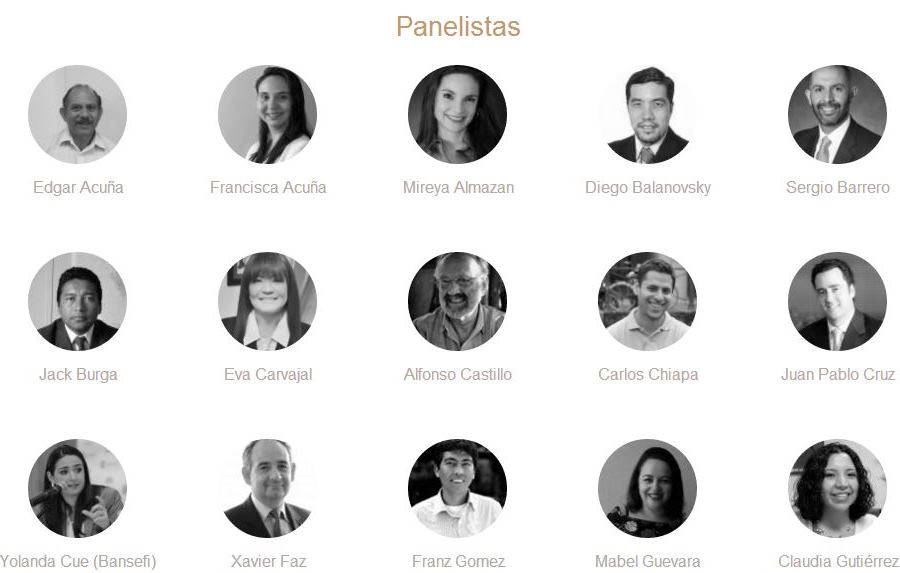 Panelistas
Edgar Acuña
Francisca Acuña
Mireya Almazan
Diego Balanovsky
Sergio Barrero
Jack Burga
Eva Carvajal
Alfonso Castillo
Carlos Chiapa
Juan Pablo Cruz
Yolanda Cue (Bansefi)
Xavier Faz
Franz Gomez
Mabel Guevara
Claudia Gutiérrez